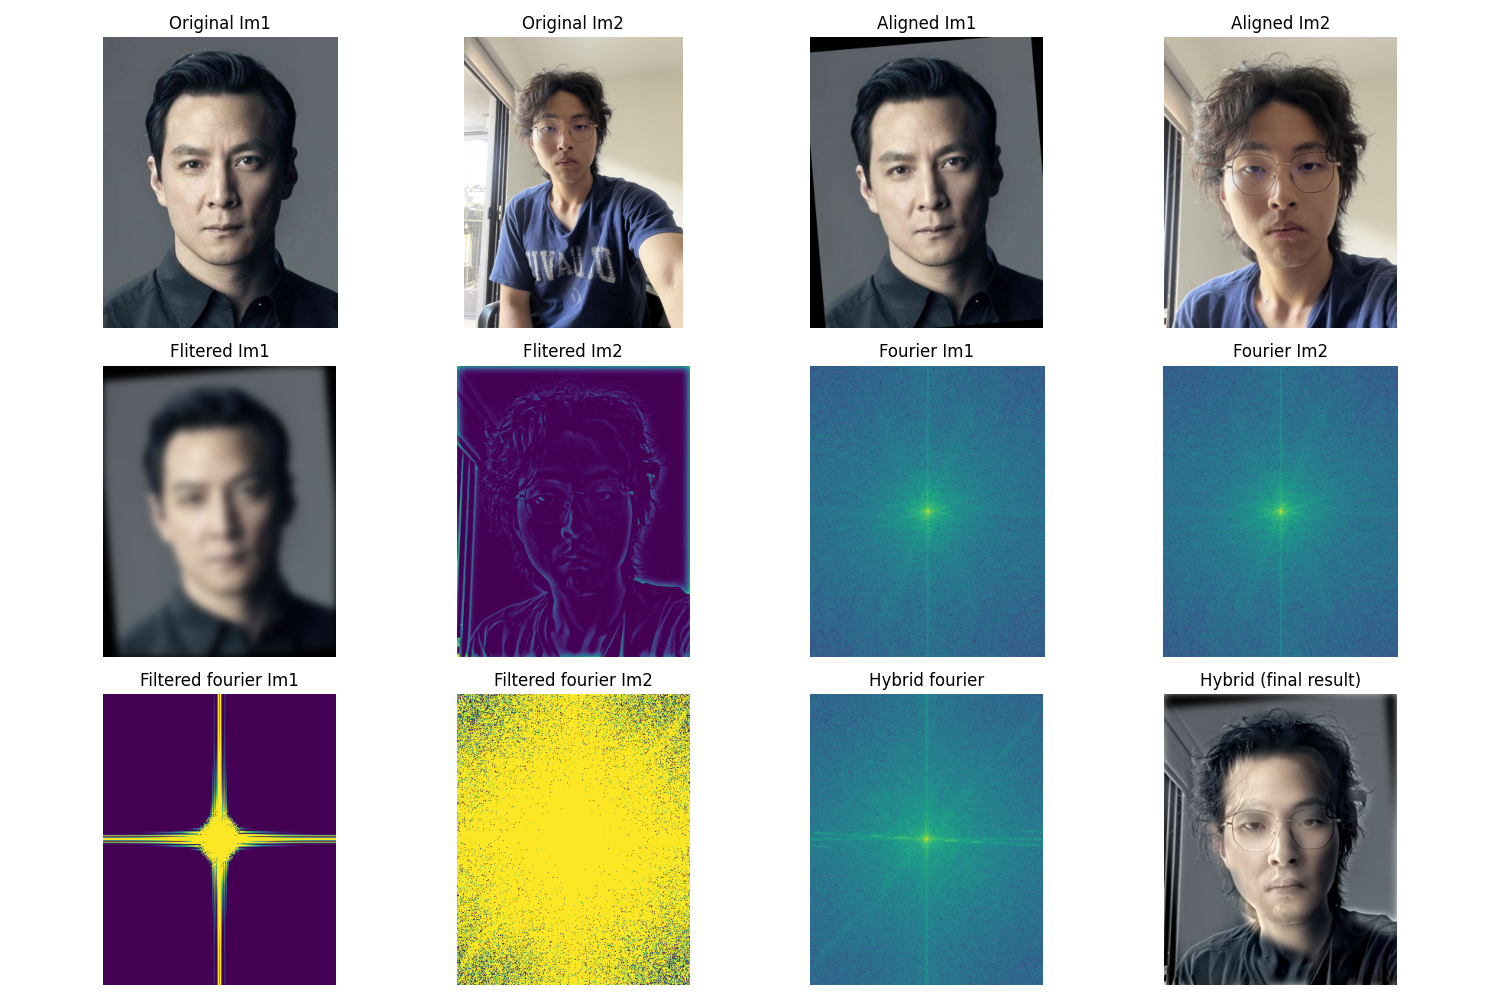 Original Im1
Original Im2
Aligned Im1
Aligned Im2
Flitered Im1
Flitered Im2
Fourier Im1
Fourier Im2
Filtered fourier Im1
Filtered fourier Im2
Hybrid fourier
Hybrid (final result)